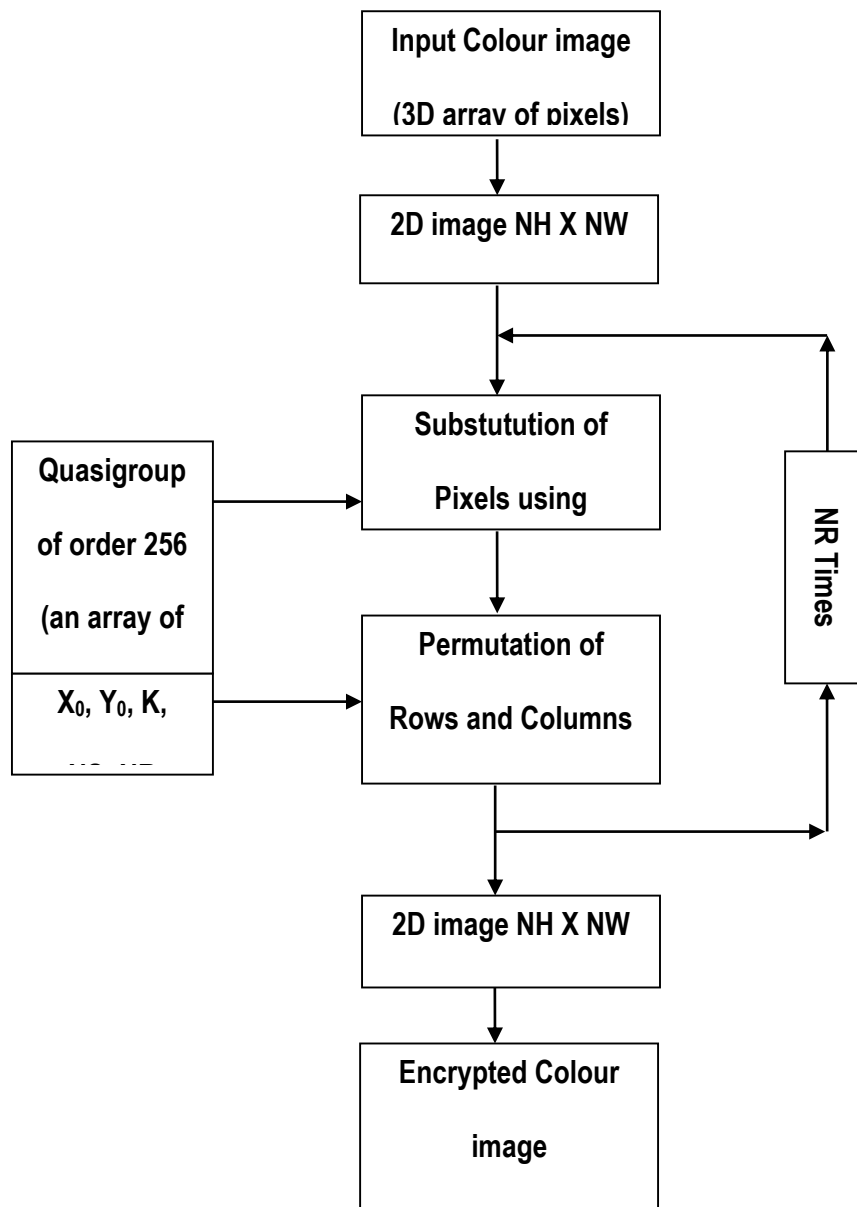 Input Colour image
(3D array of pixels)
2D image NH X NW
Substutution of
Pixels using
Quasigroup
of order 256
(an array of
NR Times
Permutation of
Rows and Columns
X₀, Y₀, K,
2D image NH X NW
Encrypted Colour
image